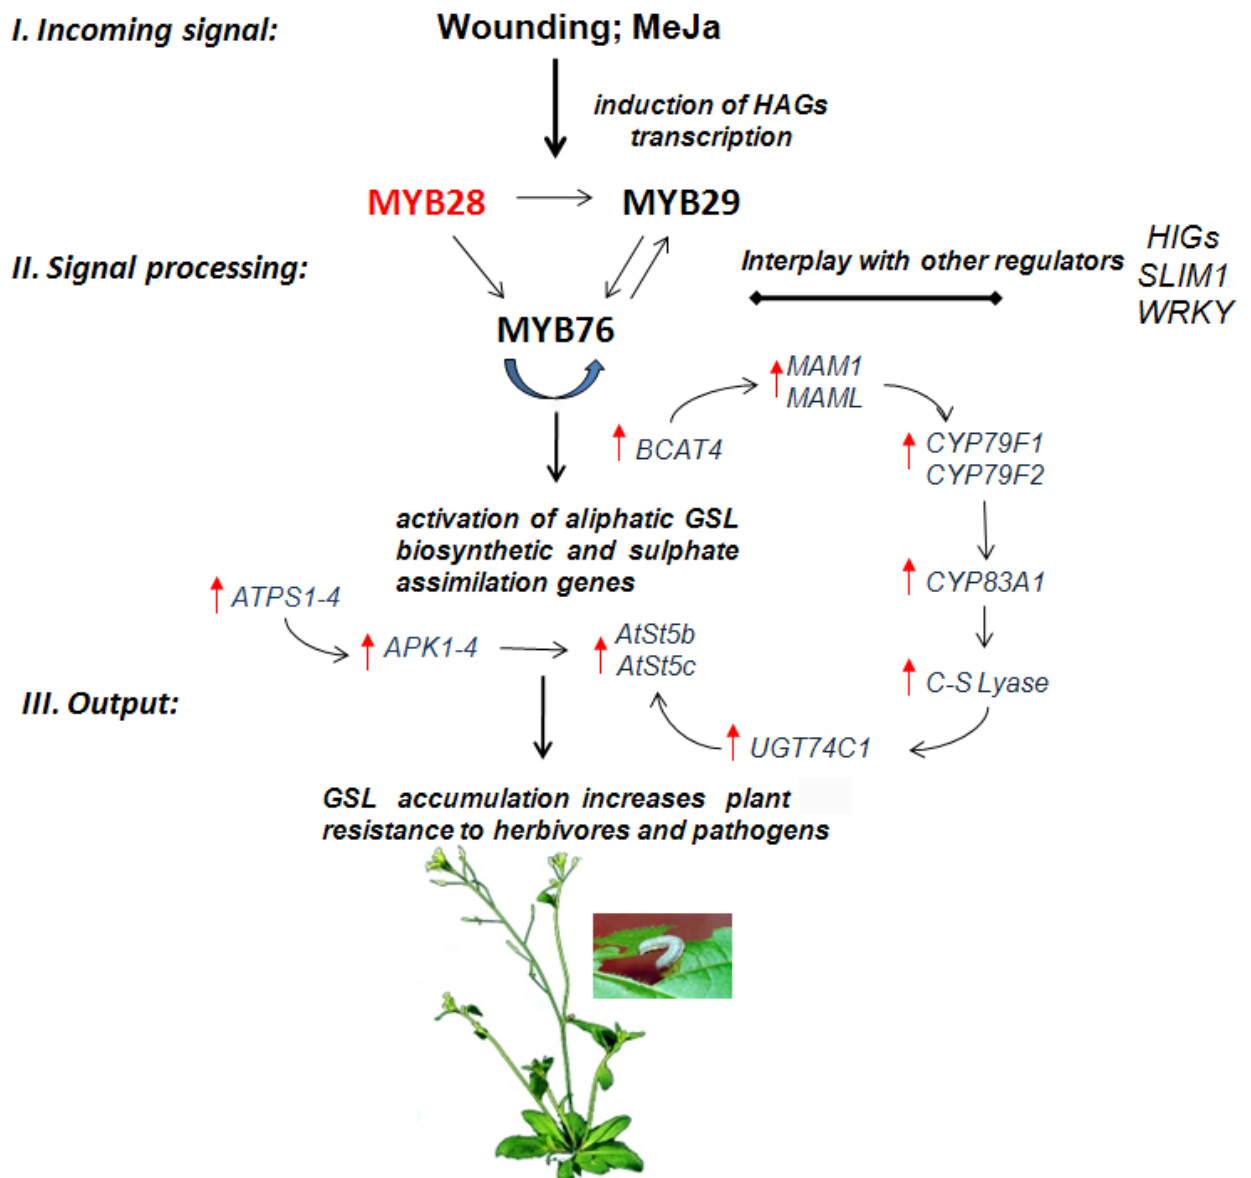 I. Incoming signal:
Wounding; MeJa
induction of HAGs
transcription
MYB28
MYB29
II. Signal processing:
Interplay with other regulators
HIGs
SLIM1
WRKY
MYB76
MAM1
MAML
BCAT4
CYP79F1
CYP79F2
activation of aliphatic GSL
biosynthetic and sulphate
assimilation genes
CYP83A1
ATPS1-4
APK1-4
AtSt5b
AtSt5c
C-S Lyase
III. Output:
UGT74C1
GSL accumulation increases plant
resistance to herbivores and pathogens